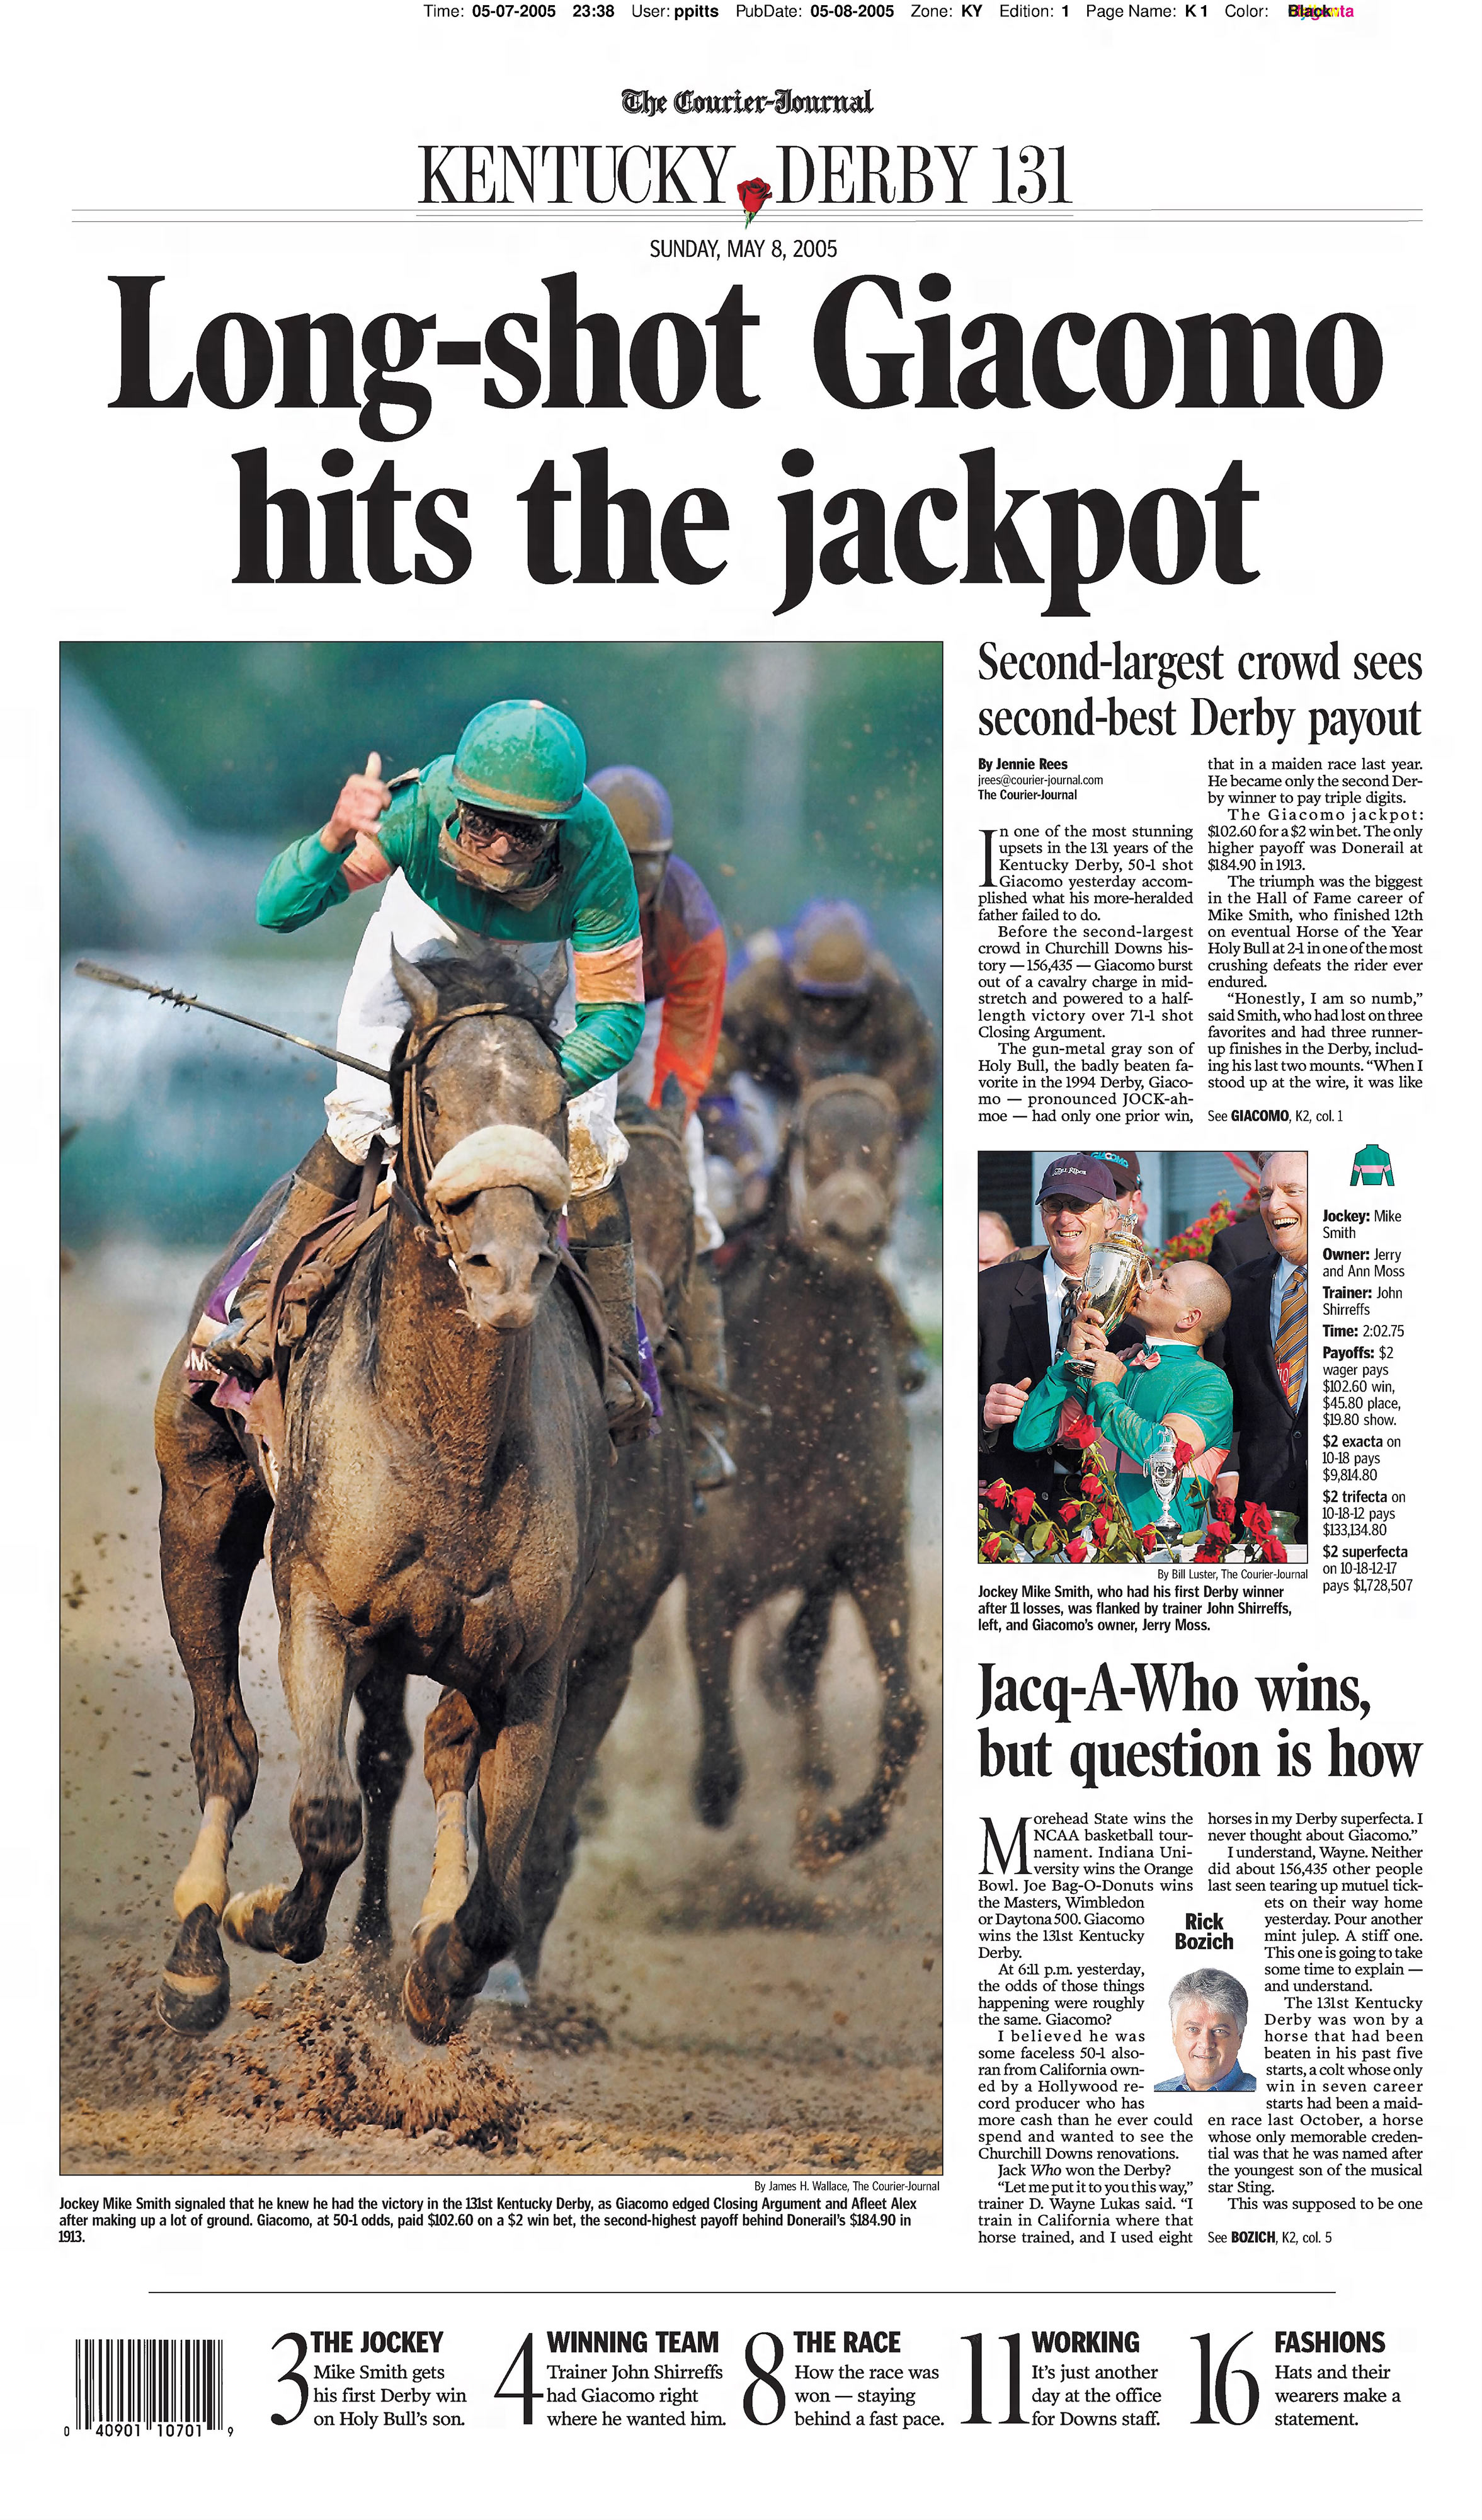 Time: 05-07-2005 23:38 User: ppitts PubDate: 05-08-2005 Zone: KY Edition: 1 Page Name: K 1 Color:
The Courier-Journal
KENTUCKY DERBY 131
SUNDAY, MAY 8, 2005
Long-shot Giacomo
hits the jackpot
Second-largest crowd sees
second-best Derby payout
By Jennie Rees
jrees@courier-journal.com
The Courier-Journal
In one of the most stunning
upsets in the 131 years of the
Kentucky Derby, 50-1 shot
Giacomo yesterday accom-
plished what his more-heralded
father failed to do.
Before the second-largest
crowd in Churchill Downs his-
tory — 156,435 — Giacomo burst
out of a cavalry charge in mid-
stretch and powered to a half-
length victory over 71-1 shot
Closing Argument.
The gun-metal gray son of
Holy Bull, the badly beaten fa-
vorite in the 1994 Derby, Giaco-
mo — pronounced JOCK-ah-
moe — had only one prior win,
that in a maiden race last year.
He became only the second Der-
by winner to pay triple digits.
The Giacomo jackpot:
$102.60 for a $2 win bet. The only
higher payoff was Donerail at
$184.90 in 1913.
The triumph was the biggest
in the Hall of Fame career of
Mike Smith, who finished 12th
on eventual Horse of the Year
Holy Bull at 2-1 in one of the most
crushing defeats the rider ever
endured.
"Honestly, I am so numb,"
said Smith, who had lost on three
favorites and had three runner-
up finishes in the Derby, includ-
ing his last two mounts. "When I
stood up at the wire, it was like
See GIACOMO, K2, col. 1
GIACOMO
Jockey: Mike
Smith
Owner: Jerry
and Ann Moss
Trainer: John
Shirreffs
Time: 2:02.75
Payoffs: $2
wager pays
$102.60 win,
$45.80 place,
$19.80 show.
$2 exacta on
10-18 pays
$9,814.80
$2 trifecta on
10-18-12 pays
$133,134.80
$2 superfecta
on 10-18-12-17
pays $1,728,507
By Bill Luster, The Courier-Journal
Jockey Mike Smith, who had his first Derby winner
after 11 losses, was flanked by trainer John Shirreffs,
left, and Giacomo's owner, Jerry Moss.
Jacq-A-Who wins,
but question is how
Morehead State wins the
NCAA basketball tour-
nament. Indiana Uni-
versity wins the Orange
Bowl. Joe Bag-O-Donuts wins
the Masters, Wimbledon
or Daytona 500. Giacomo
wins the 131st Kentucky
Derby.
At 6:11 p.m. yesterday,
the odds of those things
happening were roughly
the same. Giacomo?
I believed he was
some faceless 50-1 also-
ran from California own-
ed by a Hollywood re-
cord producer who has
more cash than he ever could
spend and wanted to see the
Churchill Downs renovations.
Jack Who won the Derby?
"Let me put it to you this way,"
trainer D. Wayne Lukas said. "I
train in California where that
horse trained, and I used eight
Rick
Bozich
horses in my Derby superfecta. I
never thought about Giacomo."
I understand, Wayne. Neither
did about 156,435 other people
last seen tearing up mutuel tick-
ets on their way home
yesterday. Pour another
mint julep. A stiff one.
This one is going to take
some time to explain —
and understand.
The 131st Kentucky
Derby was won by a
horse that had been
beaten in his past five
starts, a colt whose only
win in seven career
starts had been a maid-
en race last October, a horse
whose only memorable creden-
tial was that he was named after
the youngest son of the musical
star Sting.
This was supposed to be one
See BOZICH, K2, col. 5
By James H. Wallace, The Courier-Journal
Jockey Mike Smith signaled that he knew he had the victory in the 131st Kentucky Derby, as Giacomo edged Closing Argument and Afleet Alex
after making up a lot of ground. Giacomo, at 50-1 odds, paid $102.60 on a $2 win bet, the second-highest payoff behind Donerail's $184.90 in
1913.
0 40901 10701 9
3 THE JOCKEY
Mike Smith gets
his first Derby win
on Holy Bull's son.
4 WINNING TEAM
Trainer John Shirreffs
had Giacomo right
where he wanted him.
8 THE RACE
How the race was
won — staying
behind a fast pace.
11 WORKING
It's just another
day at the office
for Downs staff.
16 FASHIONS
Hats and their
wearers make a
statement.